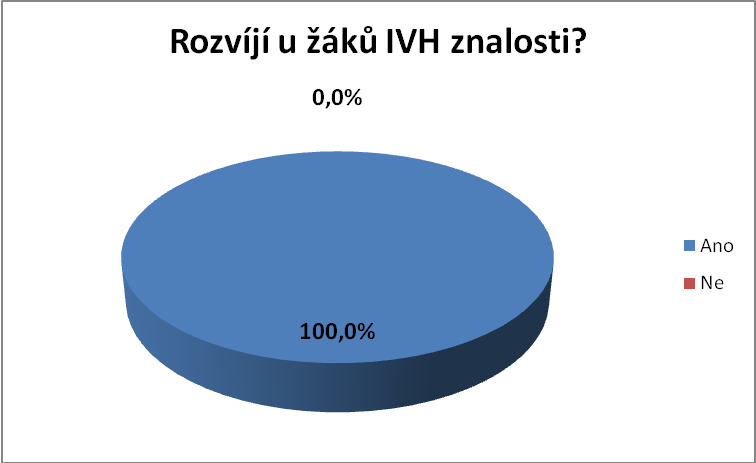 Rozvíjí u žáků IVH znalosti?
0,0%
100,0%
Ano
Ne